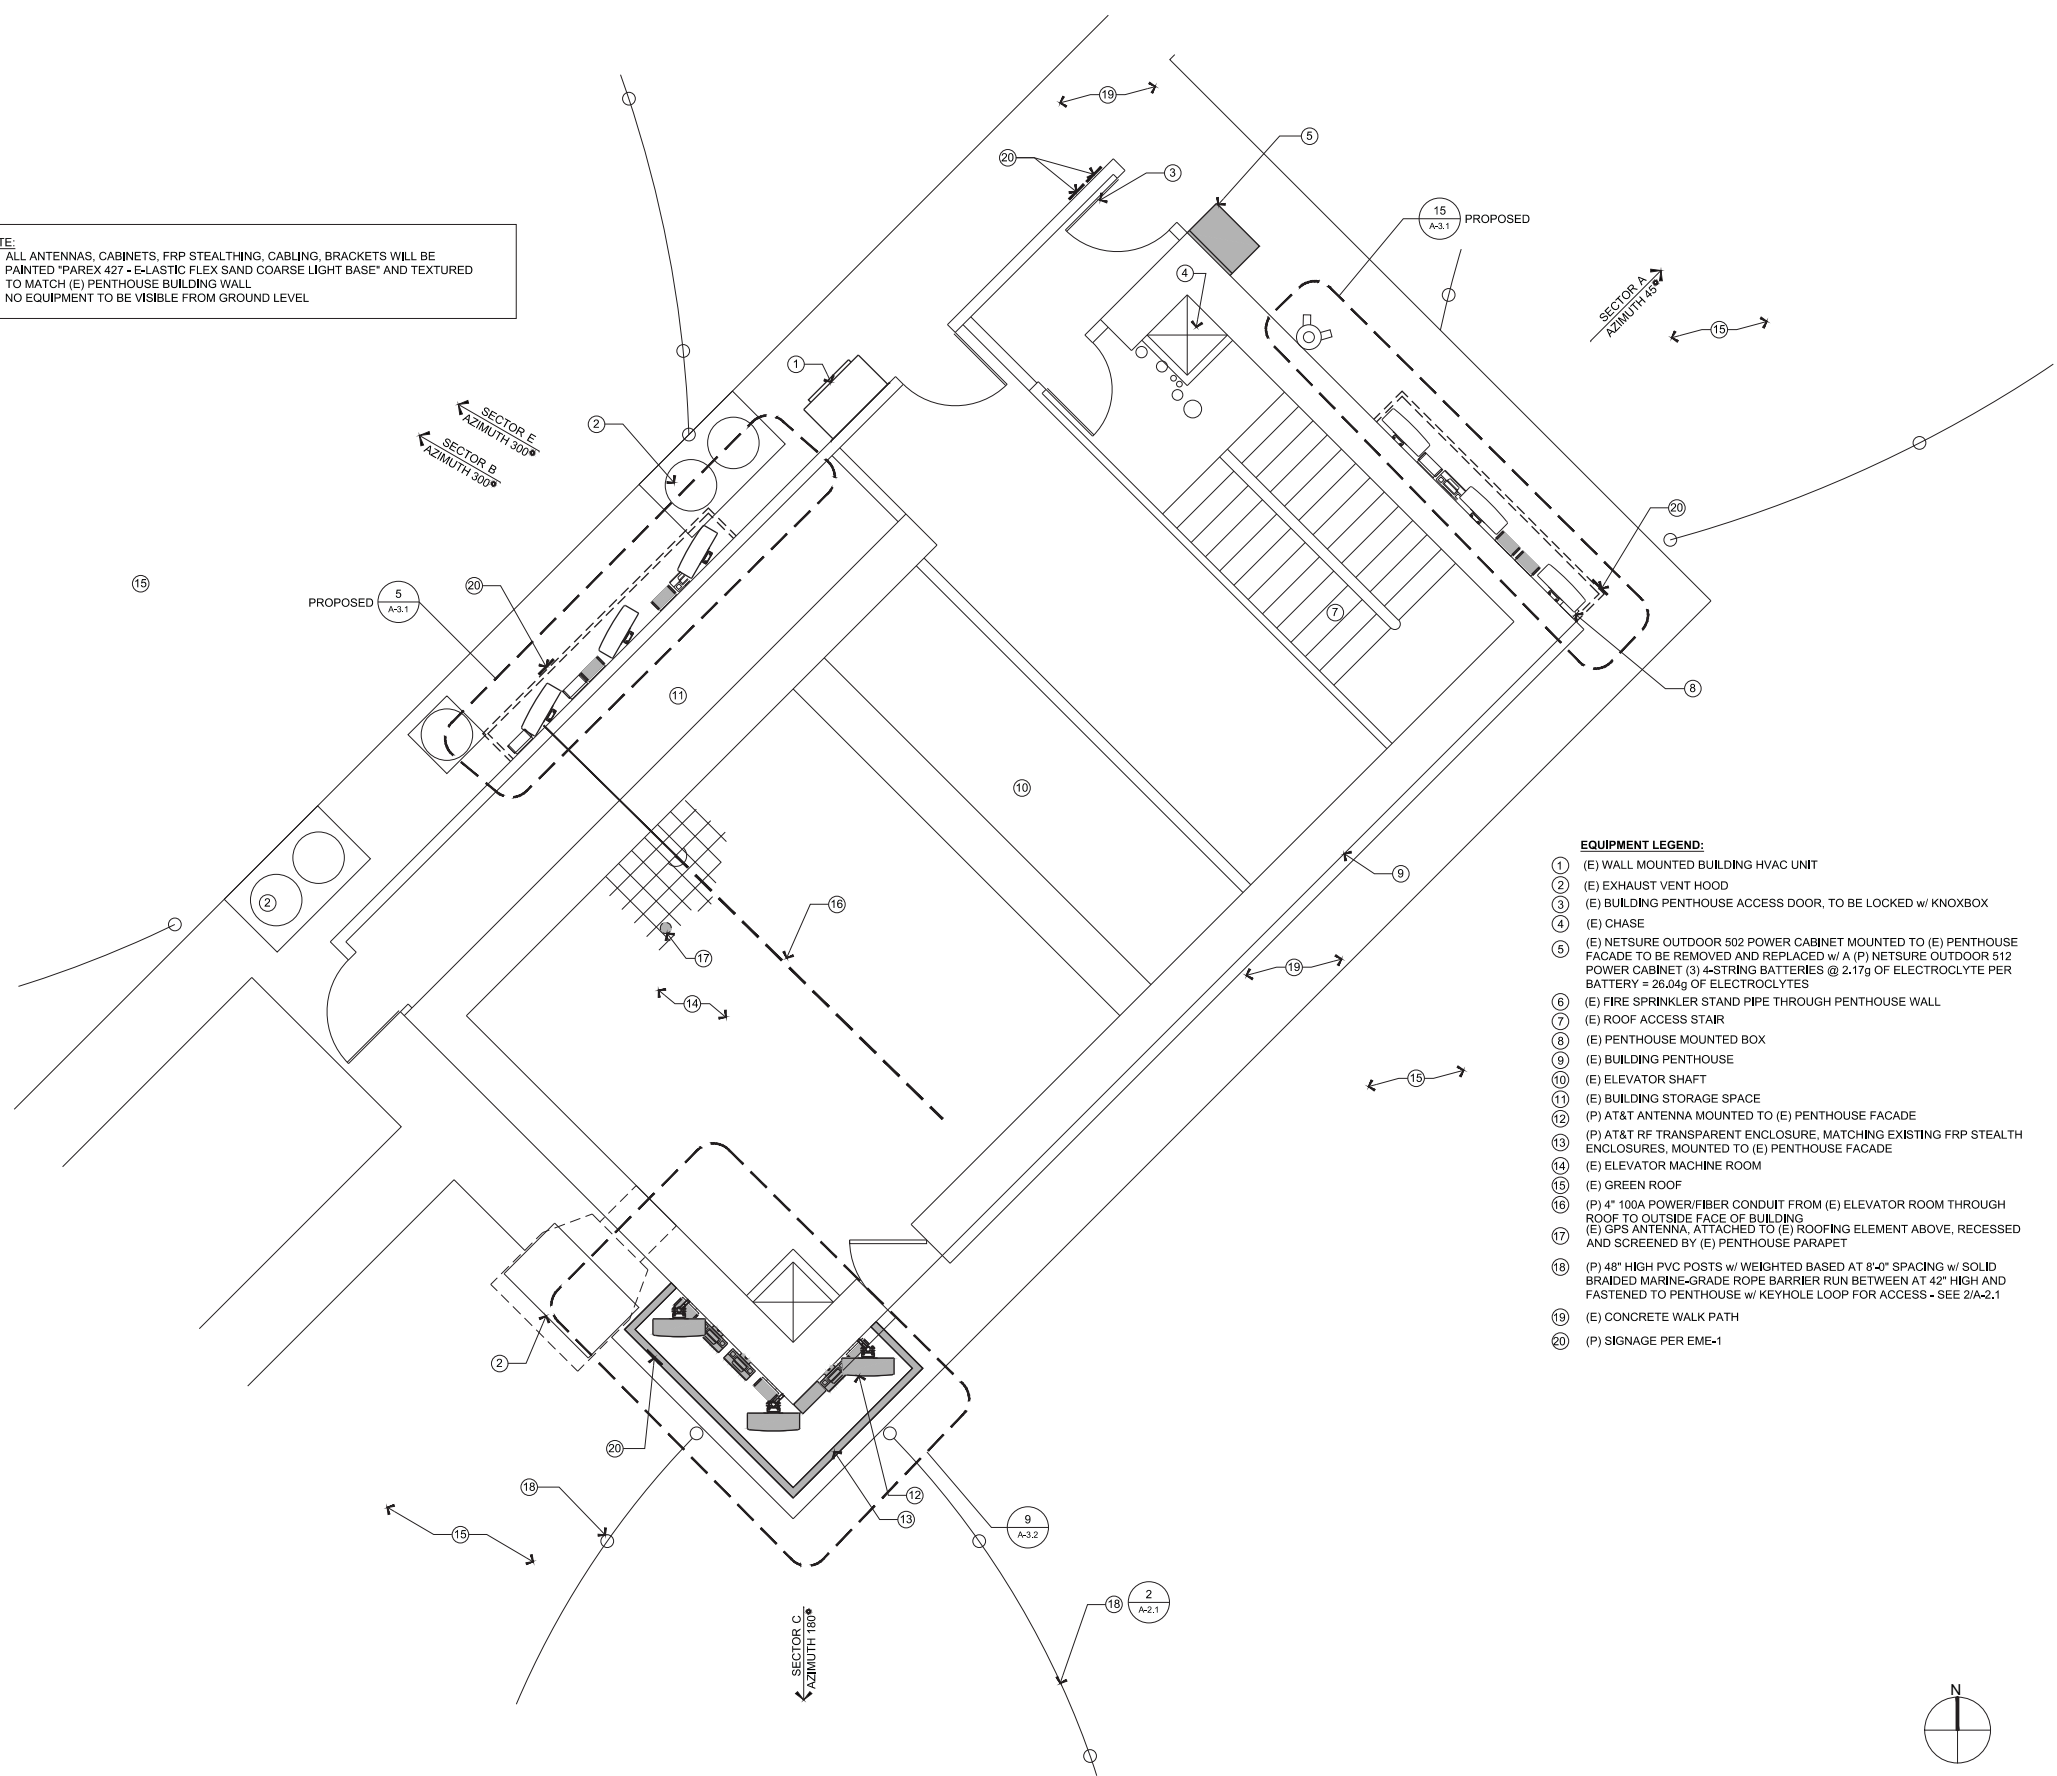 19
20
5
3
15
A-3.1
PROPOSED
TE:
ALL ANTENNAS, CABINETS, FRP STEALTHING, CABLING, BRACKETS WILL BE
PAINTED "PAREX 427 - E-LASTIC FLEX SAND COARSE LIGHT BASE" AND TEXTURED
TO MATCH (E) PENTHOUSE BUILDING WALL
NO EQUIPMENT TO BE VISIBLE FROM GROUND LEVEL
4
SECTOR A
AZIMUTH 45°
15
1
SECTOR E
AZIMUTH 300°
SECTOR B
AZIMUTH 300°
2
20
15
PROPOSED
5
A-3.1
20
7
11
8
10
9
2
16
17
19
14
15
EQUIPMENT LEGEND:
1 (E) WALL MOUNTED BUILDING HVAC UNIT
2 (E) EXHAUST VENT HOOD
3 (E) BUILDING PENTHOUSE ACCESS DOOR, TO BE LOCKED w/ KNOXBOX
4 (E) CHASE
5 (E) NETSURE OUTDOOR 502 POWER CABINET MOUNTED TO (E) PENTHOUSE
FACADE TO BE REMOVED AND REPLACED w/ A (P) NETSURE OUTDOOR 512
POWER CABINET (3) 4-STRING BATTERIES @ 2.17g OF ELECTROCLYTE PER
BATTERY = 26.04g OF ELECTROCLYTES
6 (E) FIRE SPRINKLER STAND PIPE THROUGH PENTHOUSE WALL
7 (E) ROOF ACCESS STAIR
8 (E) PENTHOUSE MOUNTED BOX
9 (E) BUILDING PENTHOUSE
10 (E) ELEVATOR SHAFT
11 (E) BUILDING STORAGE SPACE
12 (P) AT&T ANTENNA MOUNTED TO (E) PENTHOUSE FACADE
13 (P) AT&T RF TRANSPARENT ENCLOSURE, MATCHING EXISTING FRP STEALTH
ENCLOSURES, MOUNTED TO (E) PENTHOUSE FACADE
14 (E) ELEVATOR MACHINE ROOM
15 (E) GREEN ROOF
16 (P) 4" 100A POWER/FIBER CONDUIT FROM (E) ELEVATOR ROOM THROUGH
ROOF TO OUTSIDE FACE OF BUILDING
17 (E) GPS ANTENNA, ATTACHED TO (E) ROOFING ELEMENT ABOVE, RECESSED
AND SCREENED BY (E) PENTHOUSE PARAPET
18 (P) 48" HIGH PVC POSTS w/ WEIGHTED BASED AT 8'-0" SPACING w/ SOLID
BRAIDED MARINE-GRADE ROPE BARRIER RUN BETWEEN AT 42" HIGH AND
FASTENED TO PENTHOUSE w/ KEYHOLE LOOP FOR ACCESS - SEE 2/A-2.1
19 (E) CONCRETE WALK PATH
20 (P) SIGNAGE PER EME-1
2
20
18
12
13
9
A-3.2
15
18
2
A-2.1
SECTOR C
AZIMUTH 180°
N